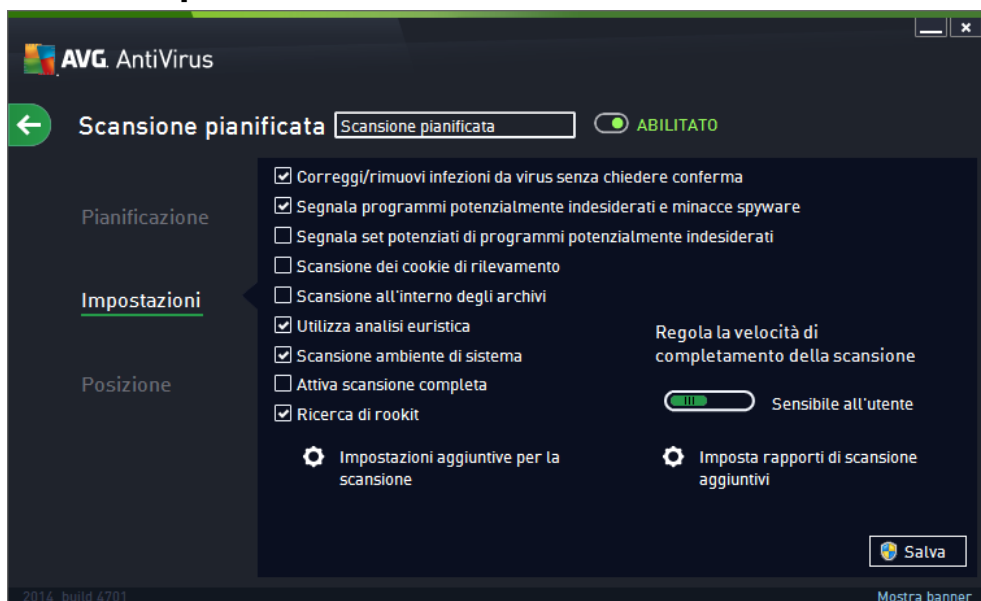 AVG. AntiVirus
Scansione pianificata
Scansione pianificata
ABILITATO
Pianificazione
Impostazioni
Posizione
Correggi/rimuovi infezioni da virus senza chiedere conferma
Segnala programmi potenzialmente indesiderati e minacce spyware
Segnala set potenziati di programmi potenzialmente indesiderati
Scansione dei cookie di rilevamento
Scansione all'interno degli archivi
Utilizza analisi euristica
Scansione ambiente di sistema
Attiva scansione completa
Ricerca di rookit
Regola la velocità di
completamento della scansione
Sensibile all'utente
Impostazioni aggiuntive per la
scansione
Imposta rapporti di scansione
aggiuntivi
Salva
2014 build 4701
Mostra banner